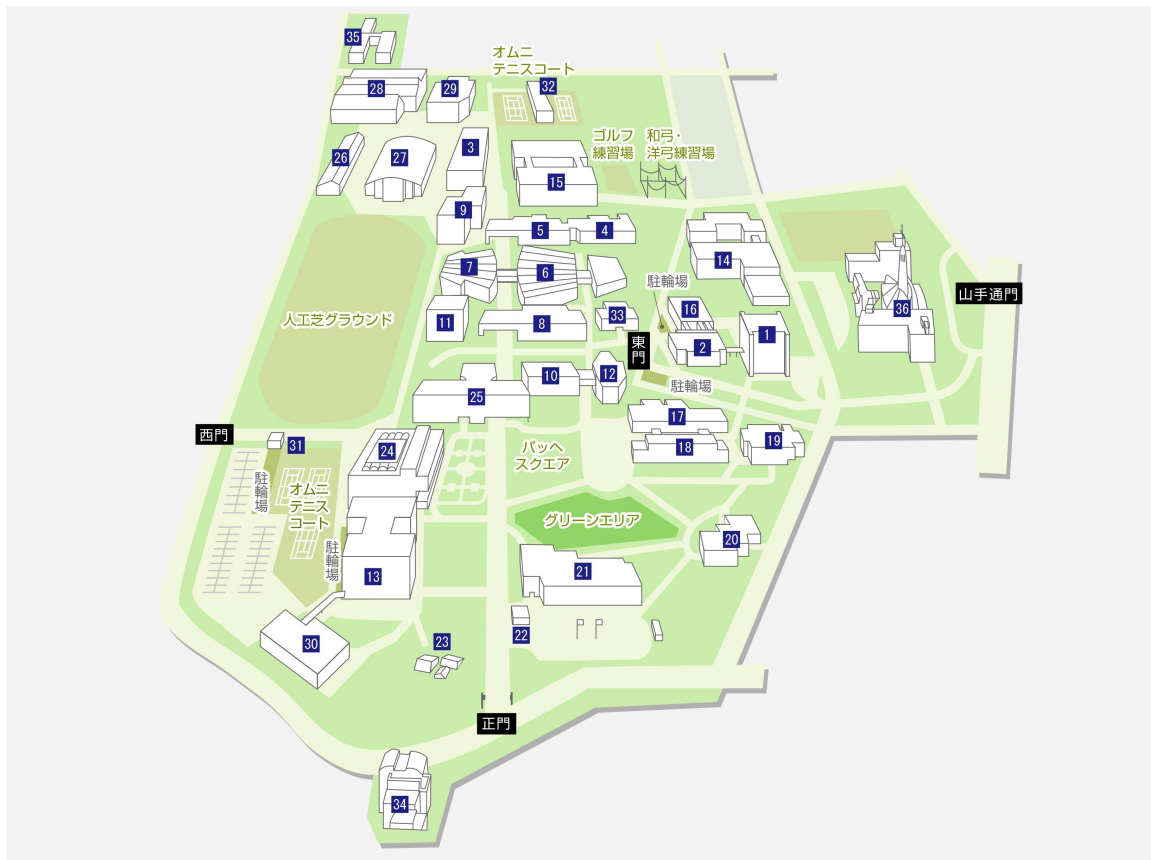 35
オムニ
テニスコート
28
29
32
3
ゴルフ
練習場
和弓・
洋弓練習場
26
27
15
9
5
4
7
6
14
駐輪場
山手通門
36
人工芝グラウンド
11
8
33
16
東門
2
1
10
12
駐輪場
25
17
西門
31
24
バッヘ
スクエア
18
19
駐輪場
オムニ
テニス
コート
グリーンエリア
20
駐輪場
13
21
22
30
23
正門
34